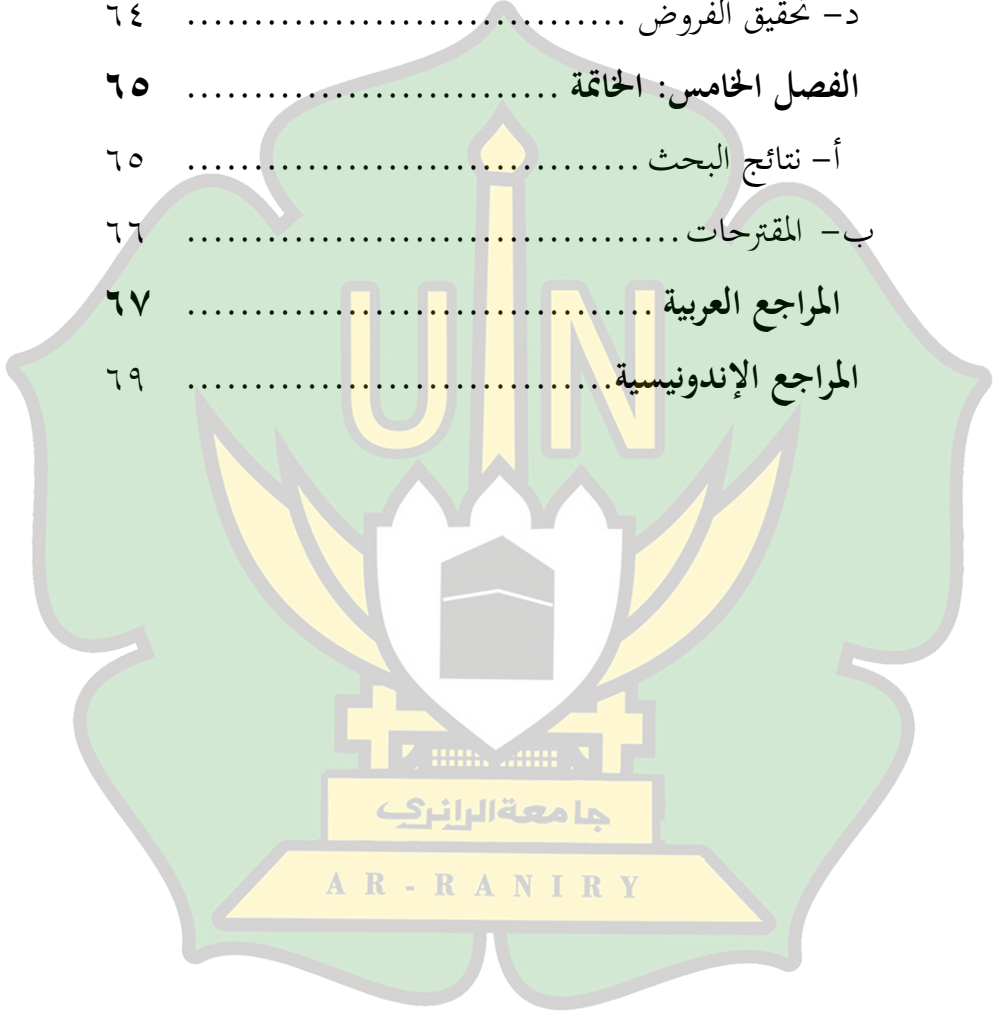 د– تحقيق الفروض ................................ ٦٤
الفصل الخامس: الخاتمة ............................ ٦٥
أ– نتائج البحث .................................. ٦٥
ب– المقترحات ..................................... ٦٦
المراجع العربية ................................... ٦٧
المراجع الإندونيسية ................................ ٦٩
UIN
جامعة الرانري
AR-RANIRY